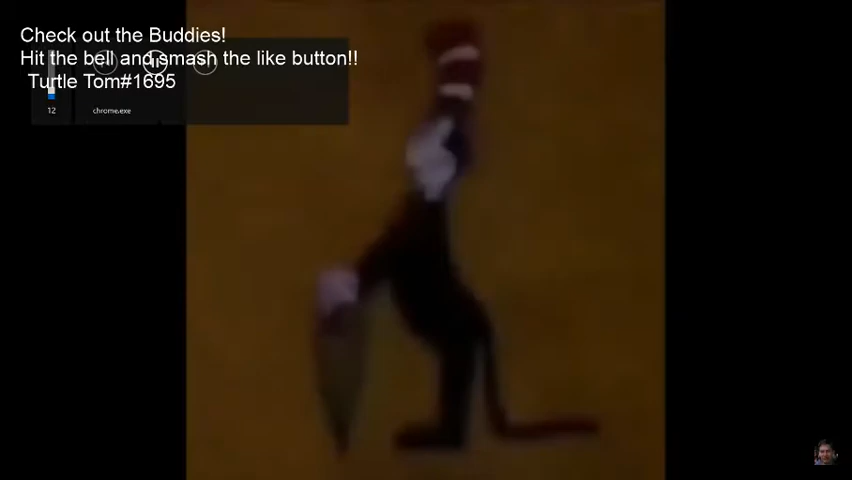 Check out the Buddies!
Hit the bell and smash the like button!!
Turtle Tom#1695
12
chrome.exe